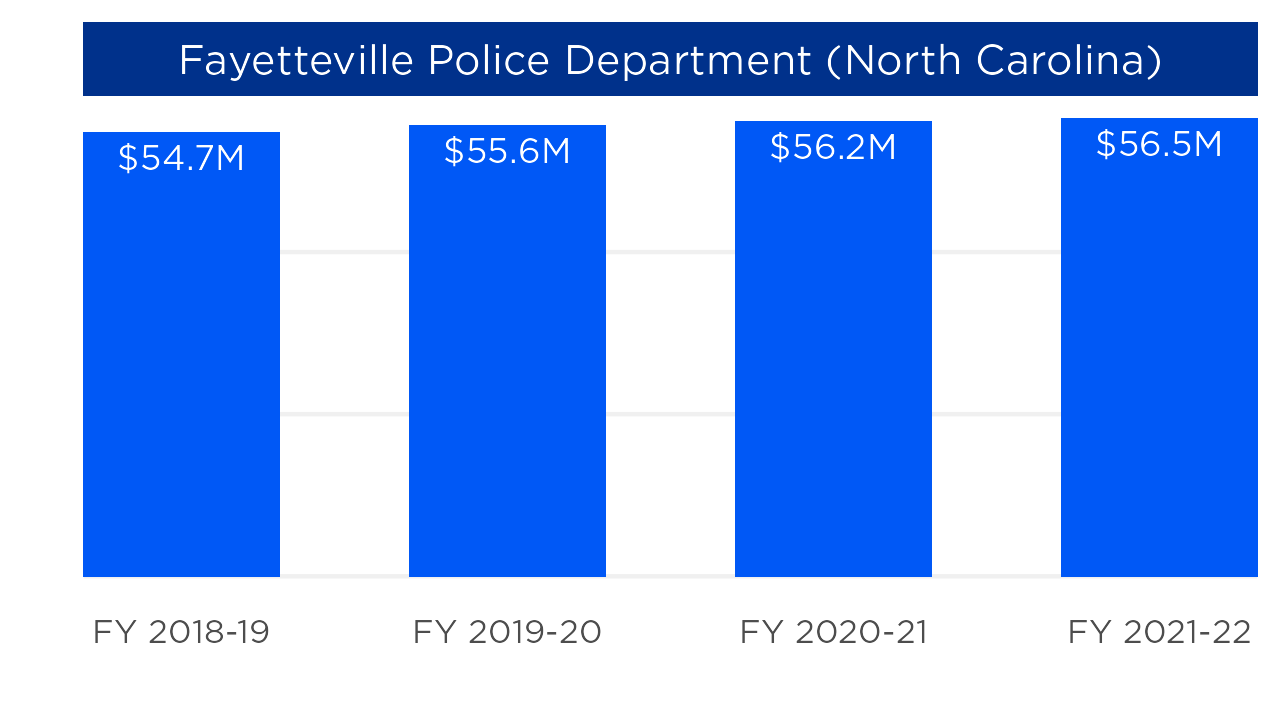 Fayetteville Police Department (North Carolina)
$54.7M
$55.6M
$56.2M
$56.5M
FY 2018-19
FY 2019-20
FY 2020-21
FY 2021-22